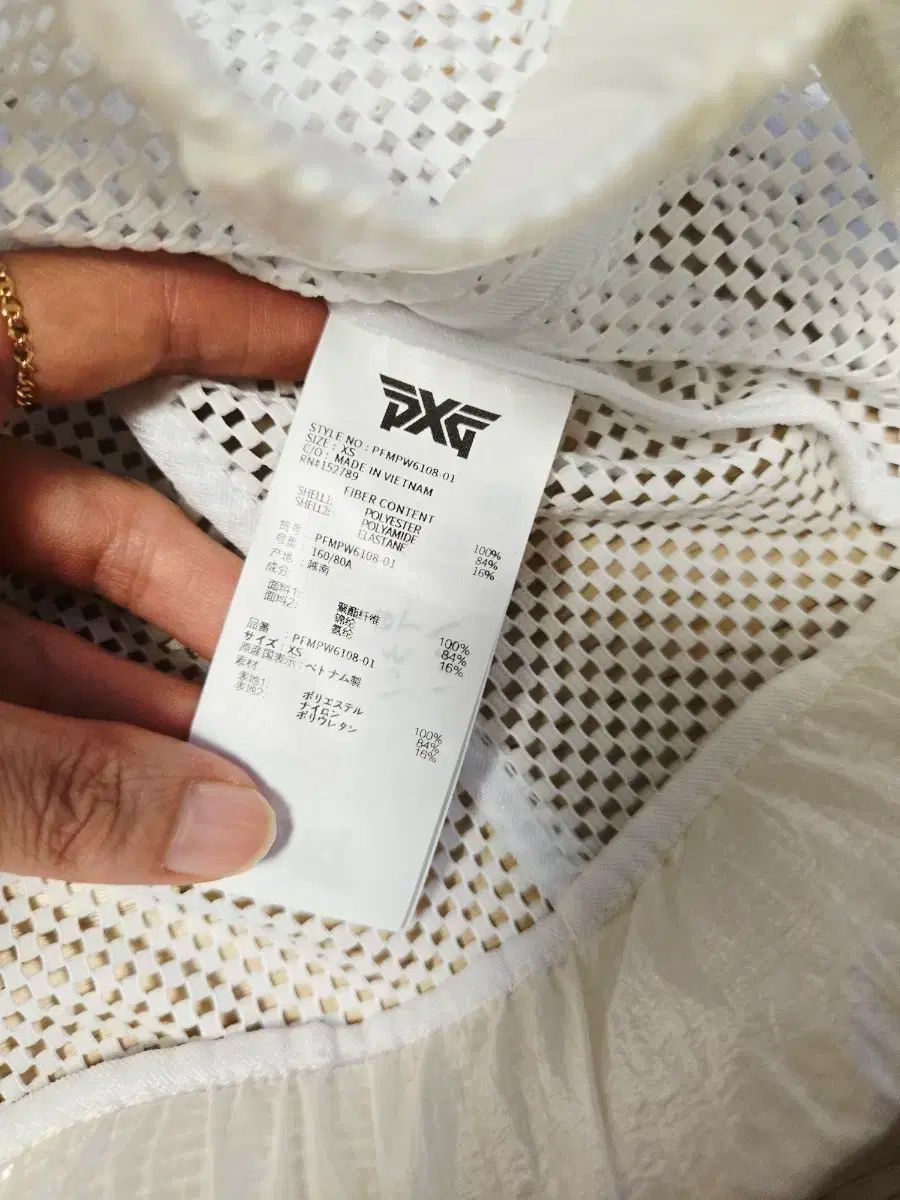 PXG
STYLE NO : PFMPW6108-01
SIZE : XS
C/O : MADE IN VIETNAM
RN#152789
FIBER CONTENT
SHELL1: POLYESTER 100%
SHELL2: POLYAMIDE 84%
ELASTANE 16%
货号 : PFMPW6108-01
号型 : 160/80A
产地 : 越南
成分
面料1: 聚酯纤维 100%
面料2: 锦纶 84%
氨纶 16%
品番 : PFMPW6108-01
サイズ : XS
原産国表示 : ベトナム製
素材
表地1: ポリエステル 100%
表地2: ナイロン 84%
ポリウレタン 16%